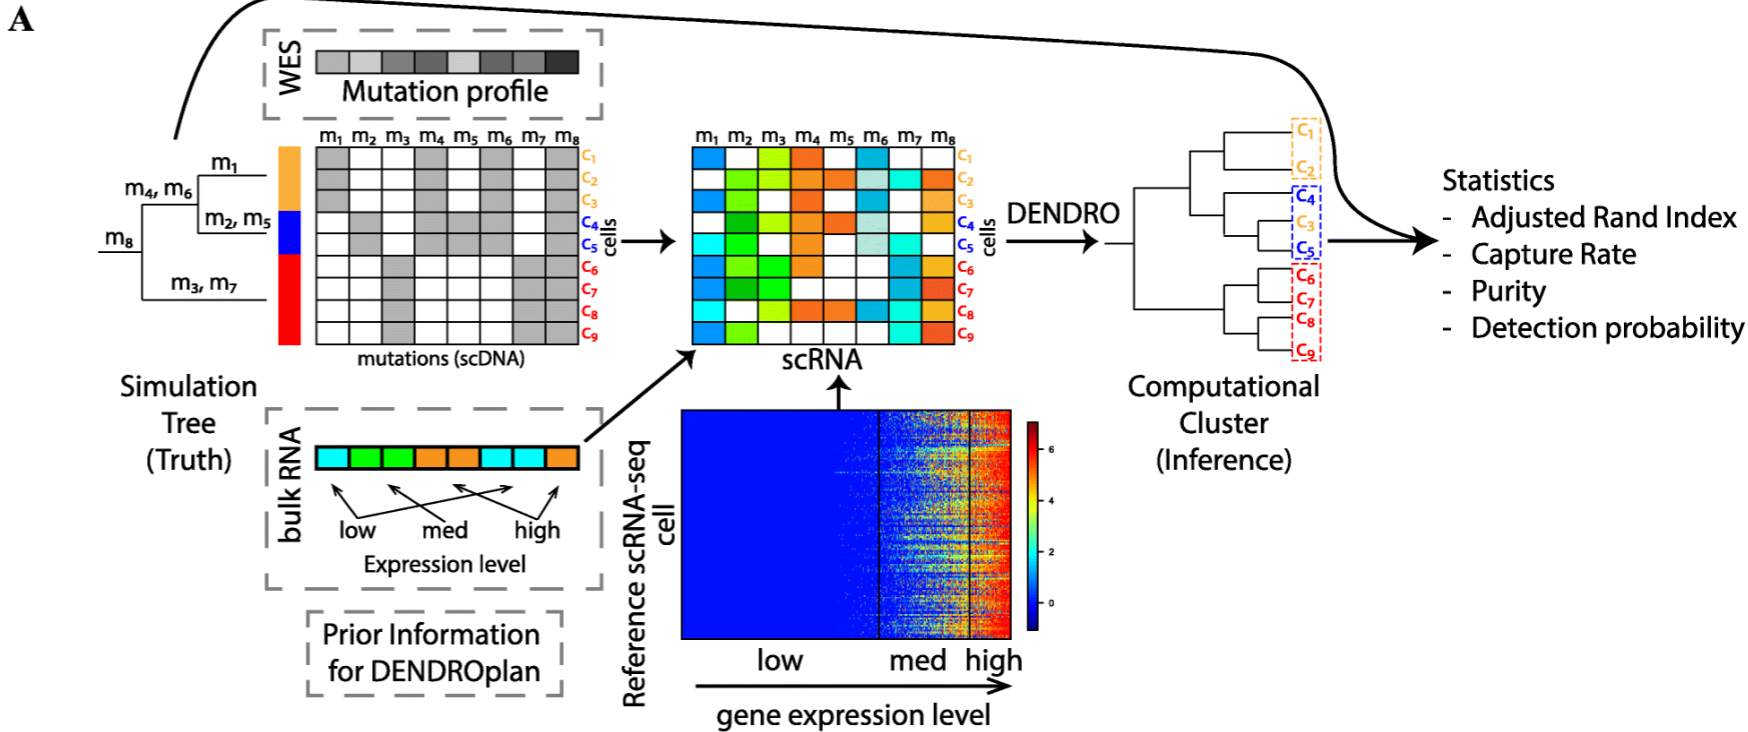 A
WES
Mutation profile
m1 m2 m3 m4 m5 m6 m7 m8
m1
m4, m6
m2, m5
m8
m3, m7
C1
C2
C3
C4
C5
C6
C7
C8
C9
cells
mutations (scDNA)
m1 m2 m3 m4 m5 m6 m7 m8
C1
C2
C3
C4
C5
C6
C7
C8
C9
cells
scRNA
DENDRO
C1
C2
C4
C3
C5
C6
C7
C8
C9
Statistics
- Adjusted Rand Index
- Capture Rate
- Purity
- Detection probability
Simulation
Tree
(Truth)
bulk RNA
low med high
Expression level
Prior Information
for DENDROplan
Reference scRNA-seq
cell
6
4
2
0
low med high
gene expression level
Computational
Cluster
(Inference)